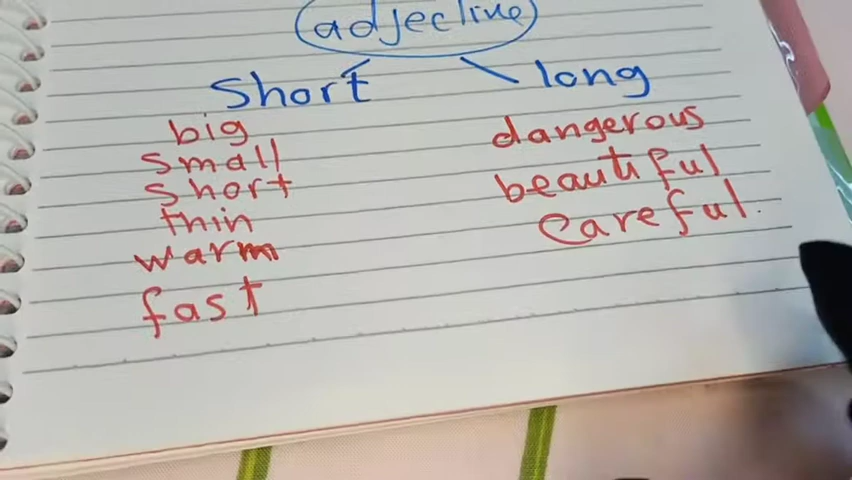 adjective
Short long
big
small
short
thin
warm
fast
dangerous
beautiful
Careful.